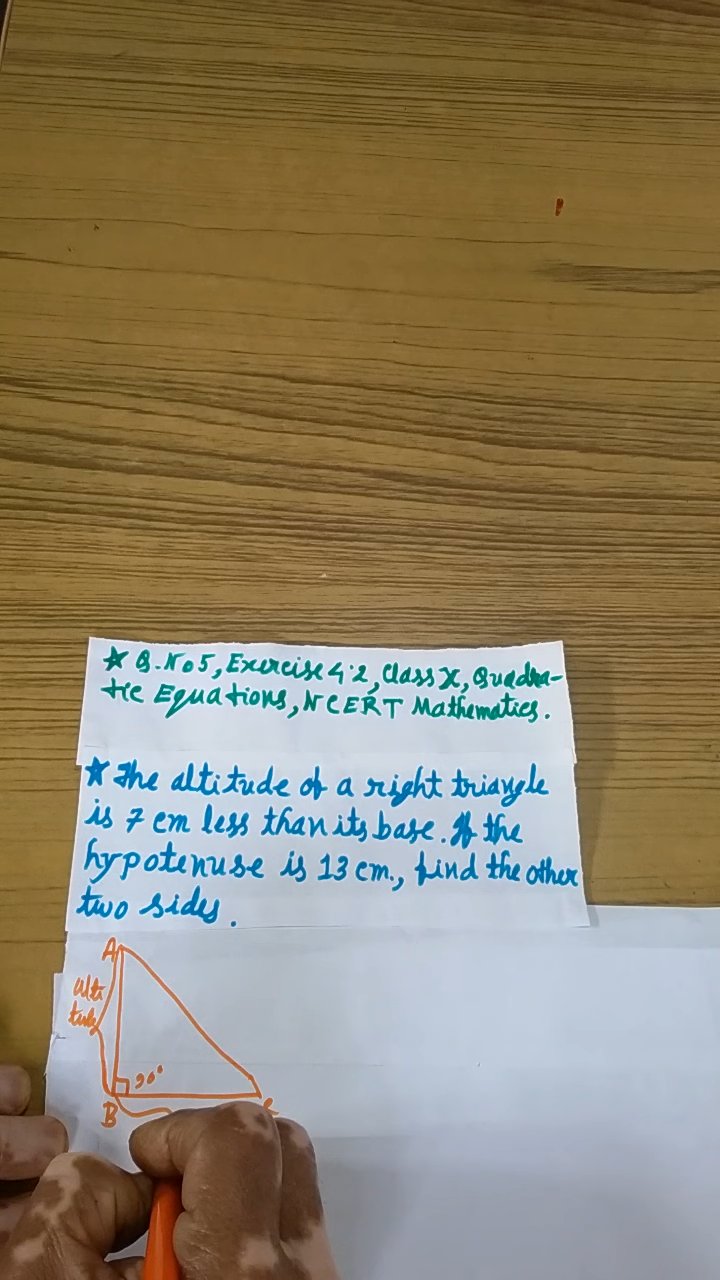 ★ Q.No5, Exercise 4.2, Class X, Quadra-
tic Equations, NCERT Mathematics.
★ The altitude of a right triangle
is 7 cm less than its base. If the
hypotenuse is 13 cm., find the other
two sides.
A
Alti
tude
90°
B
C